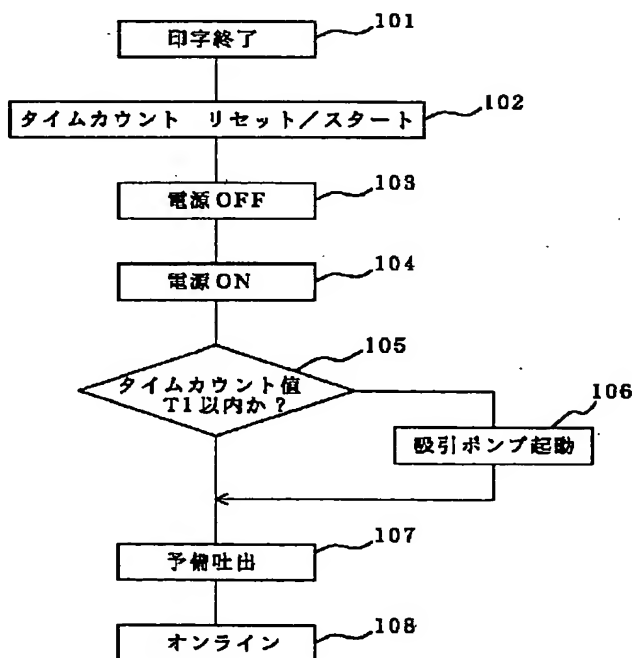 印字終了
101
タイムカウント リセット/スタート
102
電源OFF
103
電源ON
104
タイムカウント値
T1以内か?
105
吸引ポンプ起動
106
予備吐出
107
オンライン
108